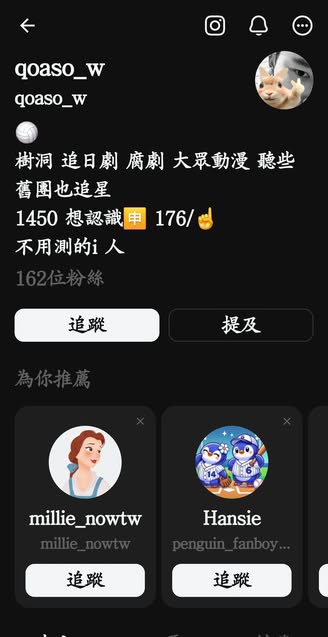 qoaso_w
qoaso_w
🏐
樹洞 追日劇 腐劇 大眾動漫 聽些
舊團也追星
1450 想認識🈸 176/☝️
不用測的i 人
162位粉絲
追蹤
提及
為你推薦
millie_nowtw
millie_nowtw
追蹤
Hansie
penguin_fanboy...
追蹤